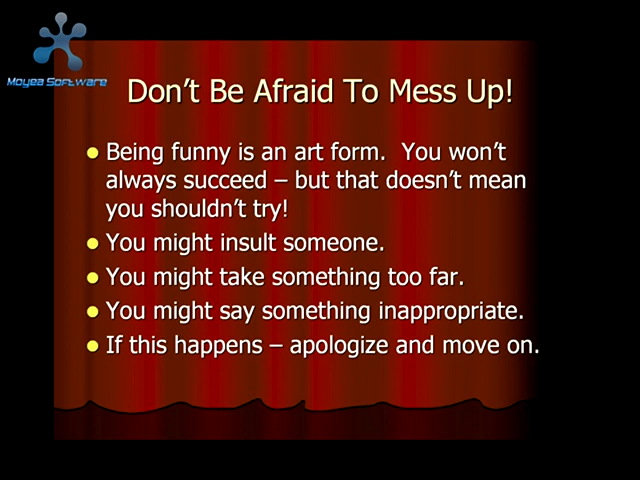 Moyea Software
Don't Be Afraid To Mess Up!
Being funny is an art form.  You won't
always succeed – but that doesn't mean
you shouldn't try!
You might insult someone.
You might take something too far.
You might say something inappropriate.
If this happens – apologize and move on.